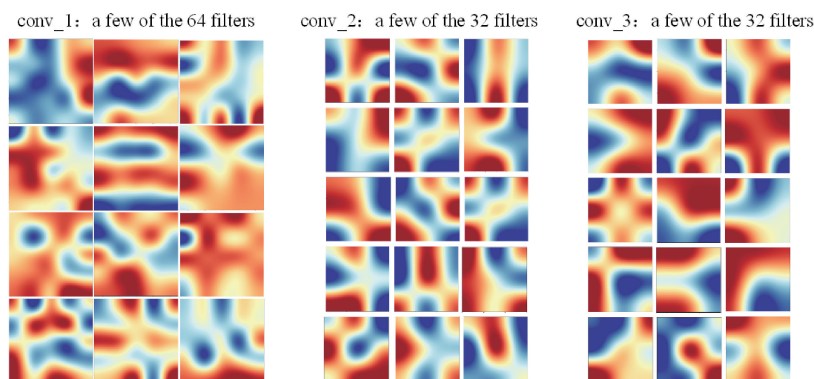 conv_1: a few of the 64 filters
conv_2: a few of the 32 filters
conv_3: a few of the 32 filters